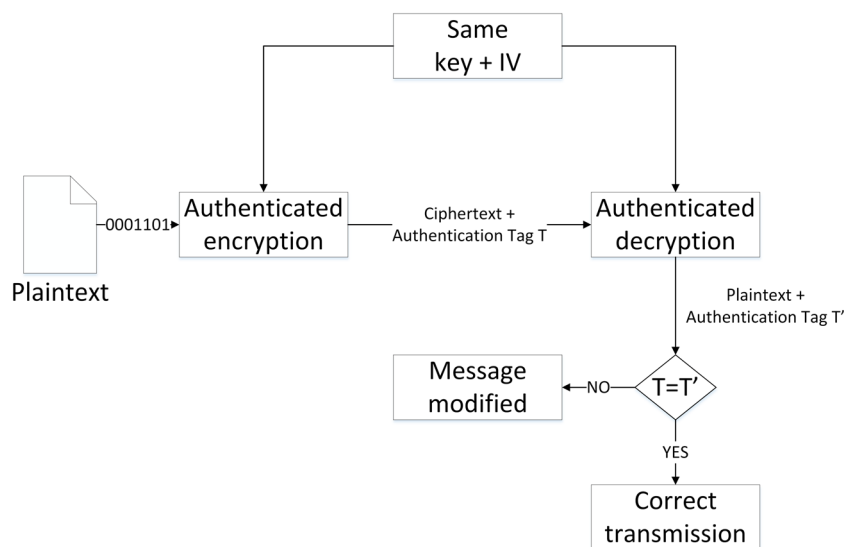 Same
key + IV
0001101
Authenticated
encryption
Ciphertext +
Authentication Tag T
Authenticated
decryption
Plaintext
Plaintext +
Authentication Tag T’
Message
modified
NO
T=T’
YES
Correct
transmission